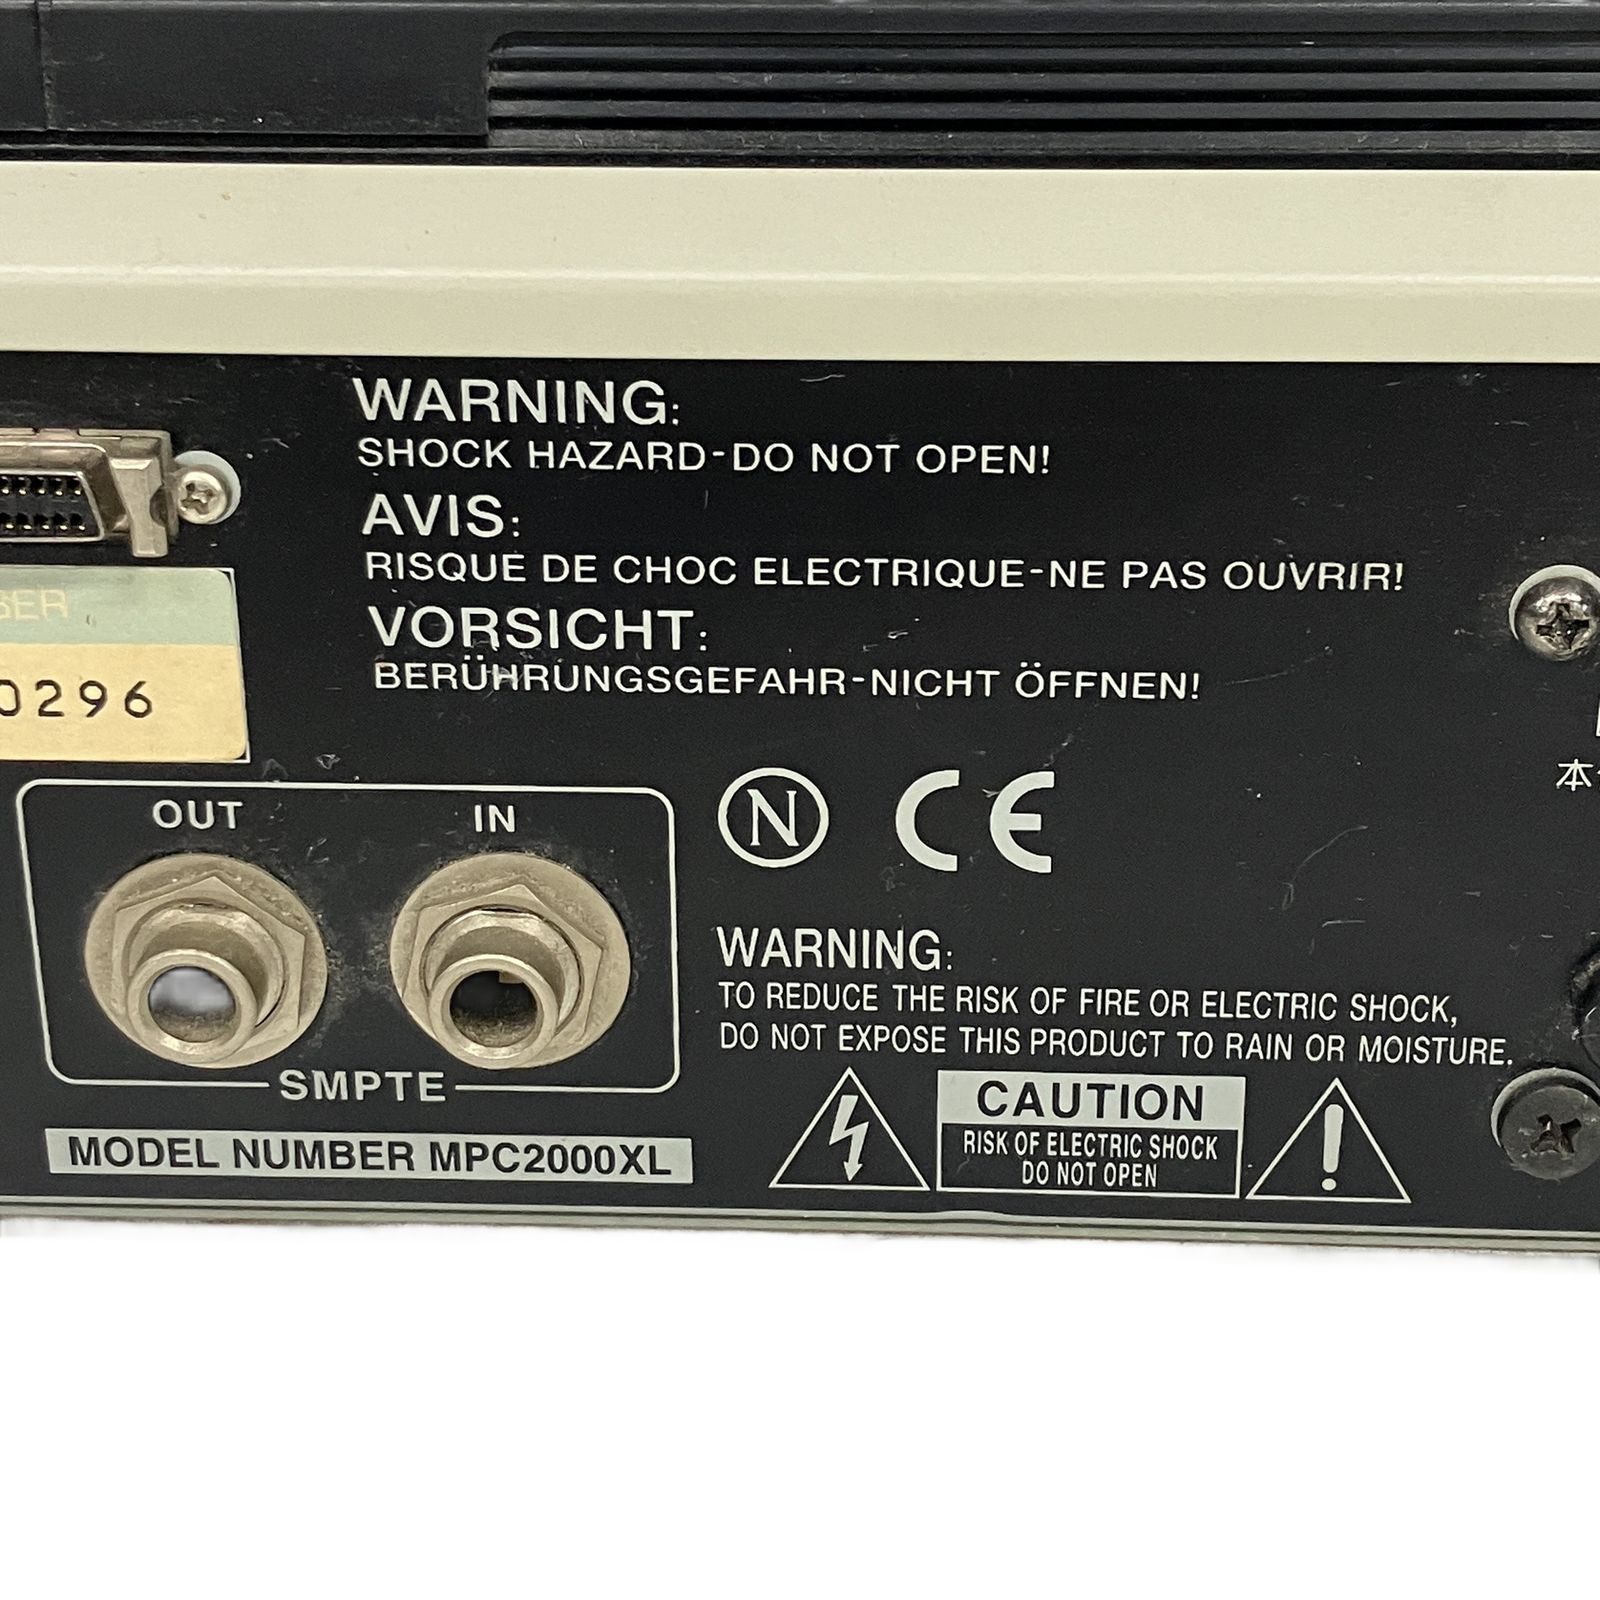 WARNING:
SHOCK HAZARD-DO NOT OPEN!
AVIS:
RISQUE DE CHOC ELECTRIQUE-NE PAS OUVRIR!
VORSICHT:
BERÜHRUNGSGEFAHR-NICHT ÖFFNEN!
BER
0296
OUT IN
SMPTE
MODEL NUMBER MPC2000XL
N CE
本
WARNING:
TO REDUCE THE RISK OF FIRE OR ELECTRIC SHOCK,
DO NOT EXPOSE THIS PRODUCT TO RAIN OR MOISTURE.
CAUTION
RISK OF ELECTRIC SHOCK
DO NOT OPEN